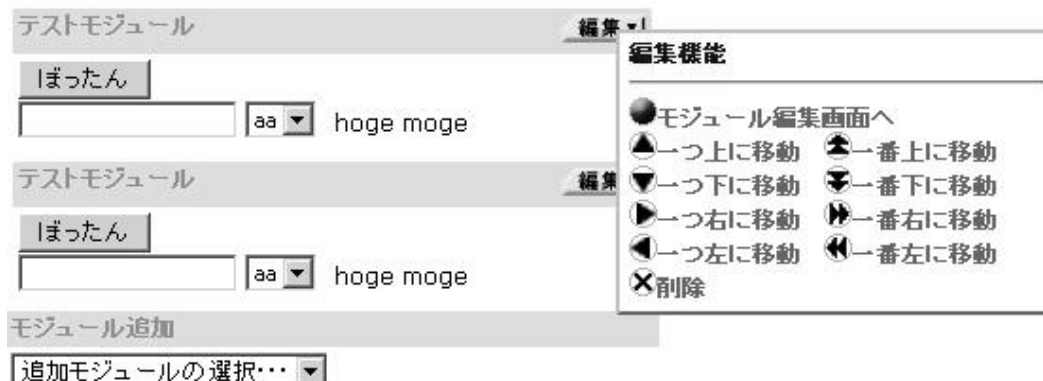 テストモジュール 編集
ぼったん
aa hoge moge
テストモジュール 編集
ぼったん
aa hoge moge
モジュール追加
追加モジュールの選択･･･
編集機能
モジュール編集画面へ
一つ上に移動 一番上に移動
一つ下に移動 一番下に移動
一つ右に移動 一番右に移動
一つ左に移動 一番左に移動
削除